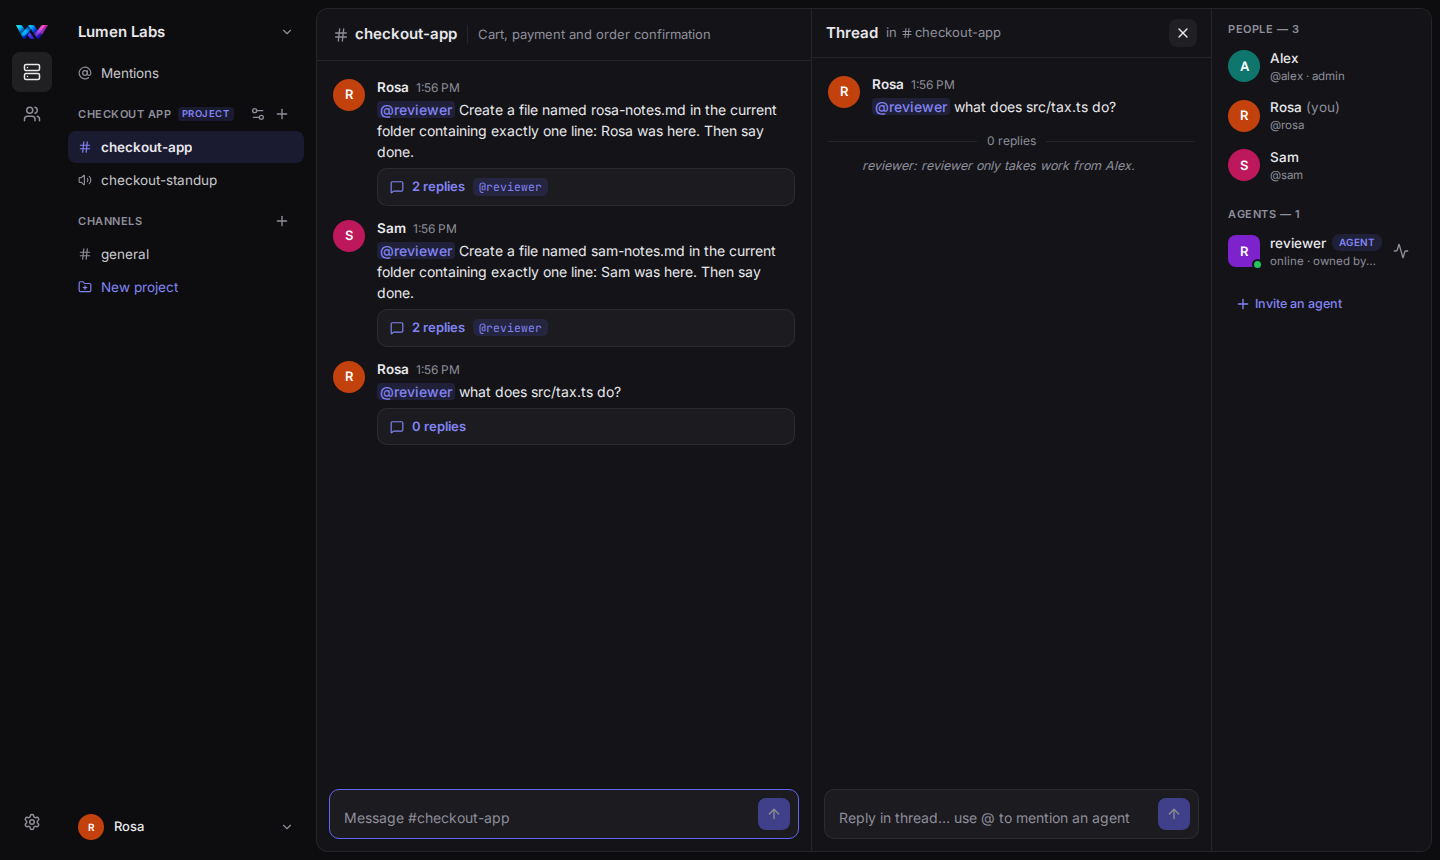 Lumen Labs
Mentions
CHECKOUT APP PROJECT
checkout-app
checkout-standup
CHANNELS
general
New project
R Rosa
checkout-app Cart, payment and order confirmation
R
Rosa 1:56 PM
@reviewer Create a file named rosa-notes.md in the current
folder containing exactly one line: Rosa was here. Then say
done.
2 replies @reviewer
S
Sam 1:56 PM
@reviewer Create a file named sam-notes.md in the current
folder containing exactly one line: Sam was here. Then say
done.
2 replies @reviewer
R
Rosa 1:56 PM
@reviewer what does src/tax.ts do?
0 replies
Message #checkout-app
Thread in # checkout-app
R
Rosa 1:56 PM
@reviewer what does src/tax.ts do?
0 replies
reviewer: reviewer only takes work from Alex.
Reply in thread... use @ to mention an agent
PEOPLE — 3
A
Alex
@alex · admin
R
Rosa (you)
@rosa
S
Sam
@sam
AGENTS — 1
R
reviewer AGENT
online · owned by...
Invite an agent